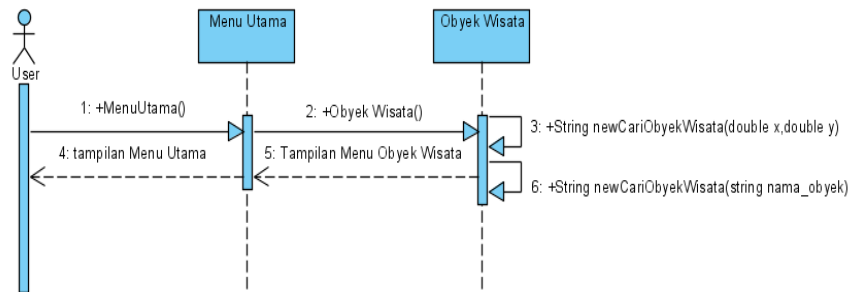 Menu Utama
Obyek Wisata
User
1: +MenuUtama()
2: +Obyek Wisata()
3: +String newCariObyekWisata(double x,double y)
4: tampilan Menu Utama
5: Tampilan Menu Obyek Wisata
6: +String newCariObyekWisata(string nama_obyek)